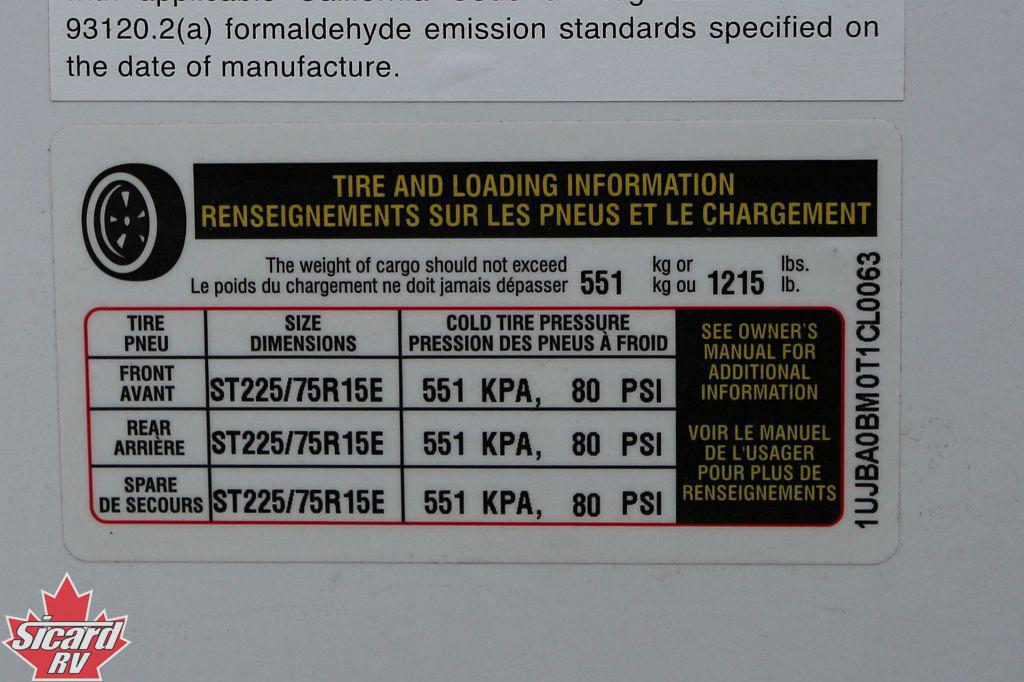 93120.2(a) formaldehyde emission standards specified on
the date of manufacture.
TIRE AND LOADING INFORMATION
RENSEIGNEMENTS SUR LES PNEUS ET LE CHARGEMENT
The weight of cargo should not exceed
Le poids du chargement ne doit jamais dépasser
551
kg or
kg ou
1215
lbs.
lb.
TIRE
PNEU
SIZE
DIMENSIONS
COLD TIRE PRESSURE
PRESSION DES PNEUS À FROID
FRONT
AVANT
ST225/75R15E
551 KPA, 80 PSI
REAR
ARRIÈRE
ST225/75R15E
551 KPA, 80 PSI
SPARE
DE SECOURS
ST225/75R15E
551 KPA, 80 PSI
SEE OWNER'S
MANUAL FOR
ADDITIONAL
INFORMATION
VOIR LE MANUEL
DE L'USAGER
POUR PLUS DE
RENSEIGNEMENTS
1UJBA0BM0T1CL0063
Sicard
RV